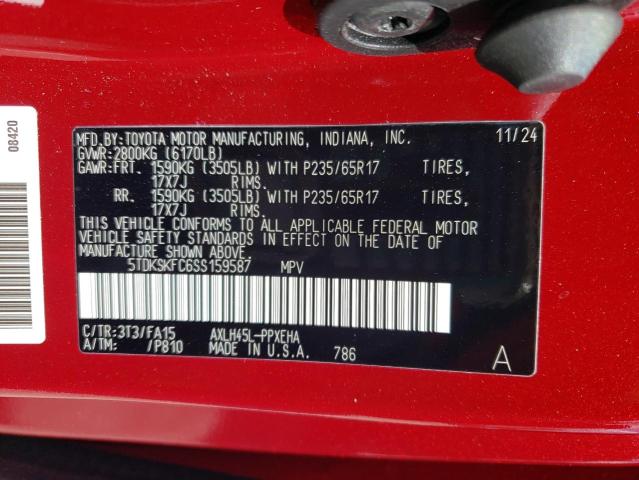 08420
MFD.BY:TOYOTA MOTOR MANUFACTURING, INDIANA, INC. 11/24
GVWR:2800KG (6170LB)
GAWR:FRT. 1590KG (3505LB) WITH P235/65R17 TIRES,
17X7J RIMS.
RR. 1590KG (3505LB) WITH P235/65R17 TIRES,
17X7J RIMS.
THIS VEHICLE CONFORMS TO ALL APPLICABLE FEDERAL MOTOR
VEHICLE SAFETY STANDARDS IN EFFECT ON THE DATE OF
MANUFACTURE SHOWN ABOVE.
5TDKSKFC6SS159587 MPV
C/TR:3T3/FA15 AXLH45L-PPXEHA
A/TM: /P810 MADE IN U.S.A. 786
A